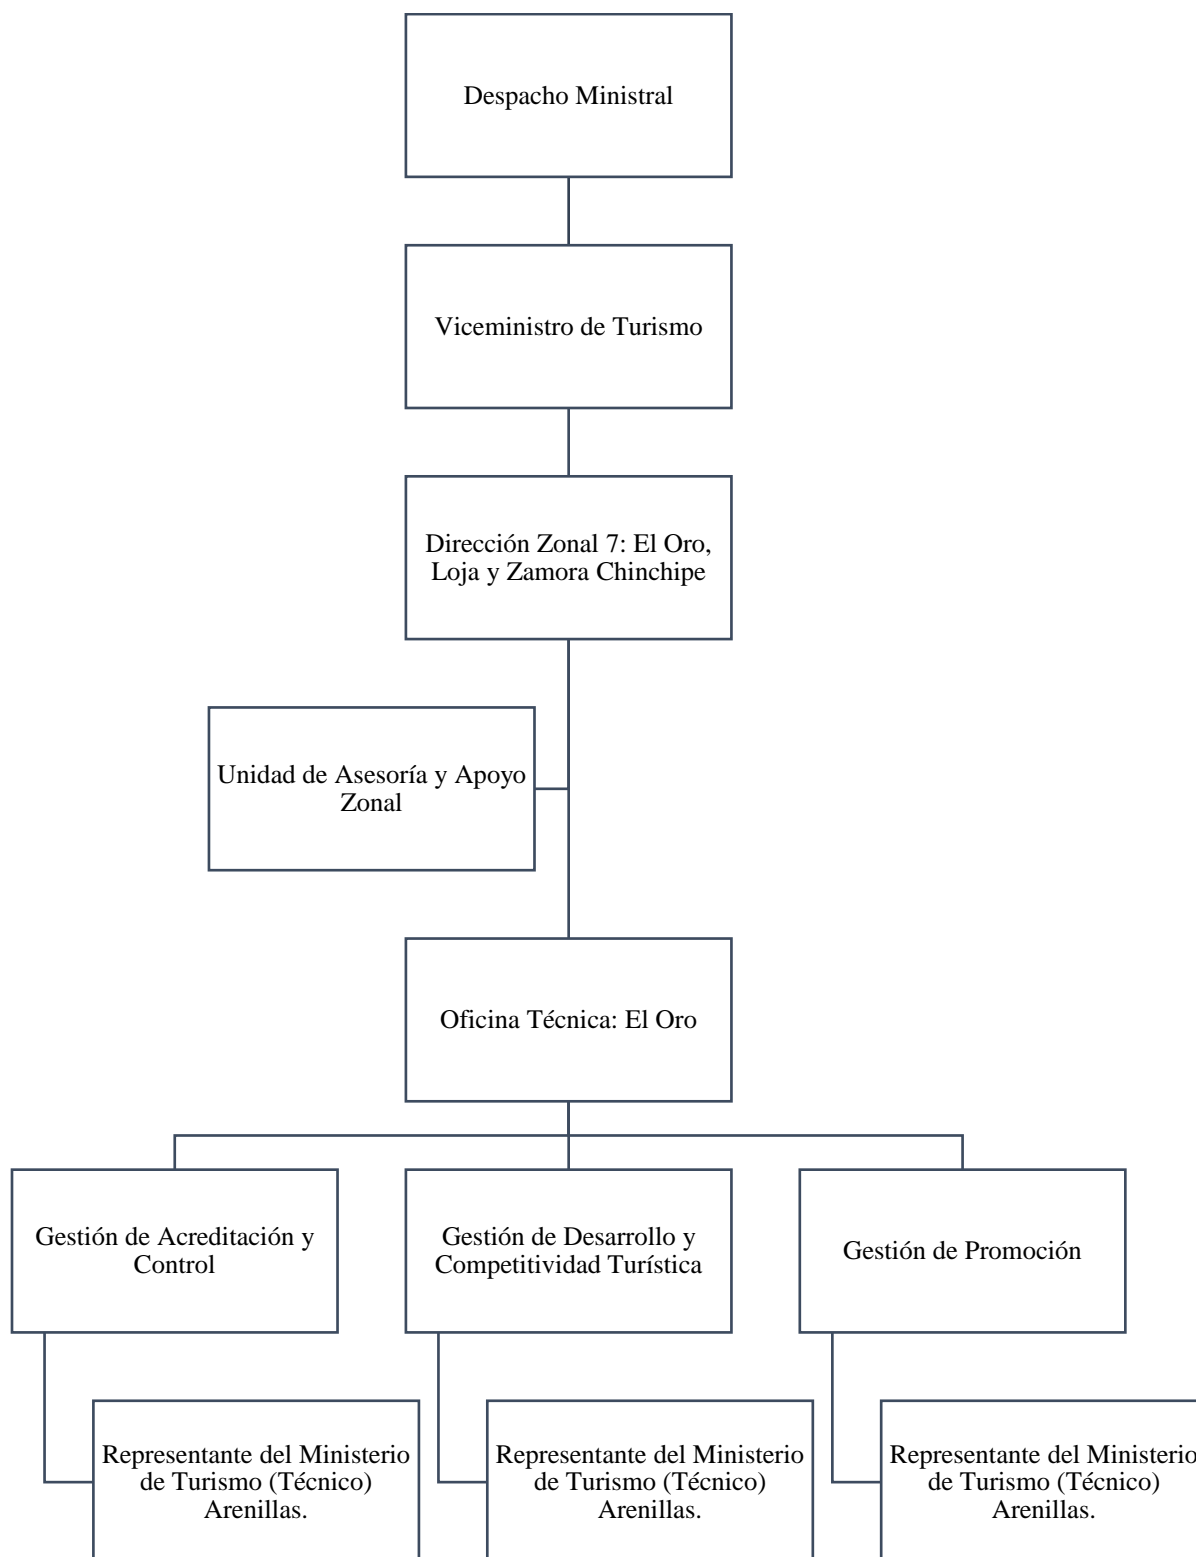 Despacho Ministral
Viceministro de Turismo
Dirección Zonal 7: El Oro,
Loja y Zamora Chinchipe
Unidad de Asesoría y Apoyo
Zonal
Oficina Técnica: El Oro
Gestión de Acreditación y
Control
Gestión de Desarrollo y
Competitividad Turística
Gestión de Promoción
Representante del Ministerio
de Turismo (Técnico)
Arenillas.
Representante del Ministerio
de Turismo (Técnico)
Arenillas.
Representante del Ministerio
de Turismo (Técnico)
Arenillas.